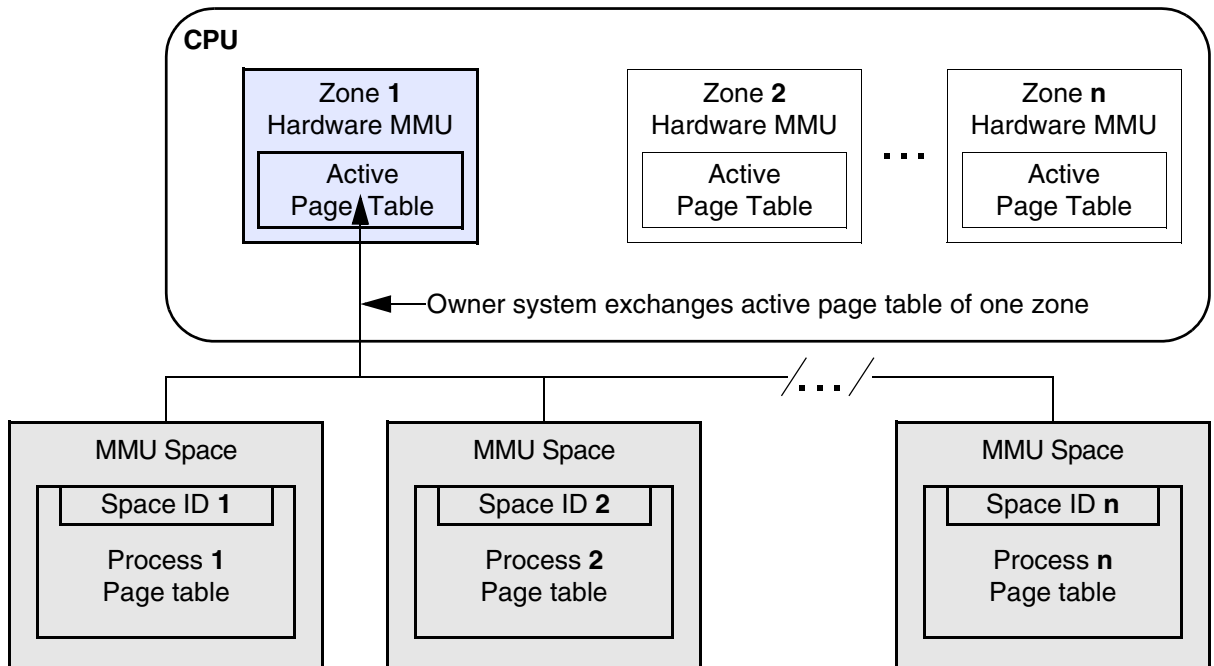 CPU
Zone 1
Hardware MMU
Active
Page Table
Zone 2
Hardware MMU
Active
Page Table
...
Zone n
Hardware MMU
Active
Page Table
Owner system exchanges active page table of one zone
/.../
MMU Space
Space ID 1
Process 1
Page table
MMU Space
Space ID 2
Process 2
Page table
MMU Space
Space ID n
Process n
Page table